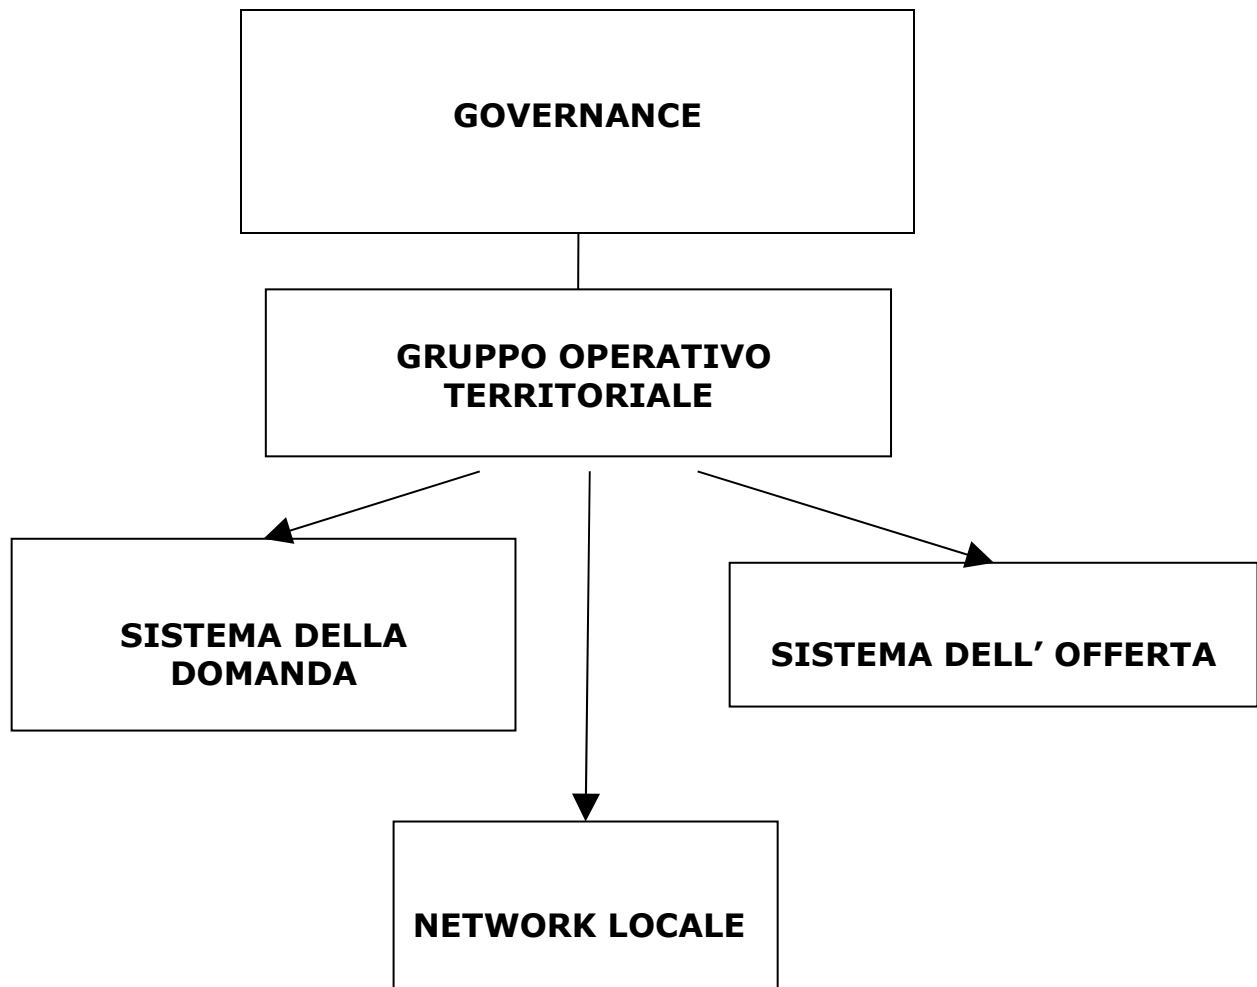 GOVERNANCE
GRUPPO OPERATIVO
TERRITORIALE
SISTEMA DELLA
DOMANDA
SISTEMA DELL’ OFFERTA
NETWORK LOCALE